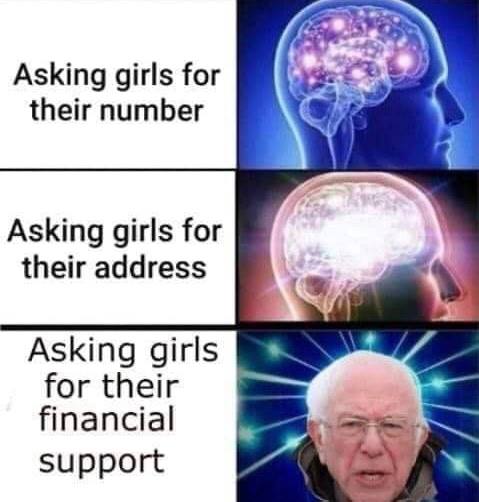 Asking girls for
their number
Asking girls for
their address
Asking girls
for their
financial
support